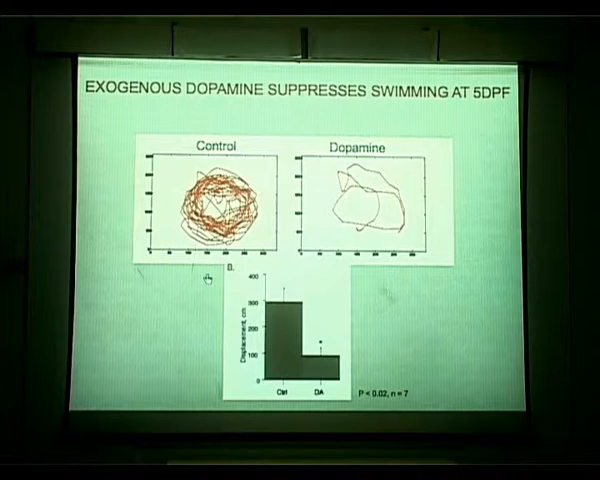 EXOGENOUS DOPAMINE SUPPRESSES SWIMMING AT 5DPF
Control
Dopamine
B.
400
300
200
100
0
Displacement, cm
*
Ctrl
DA
P < 0.02, n = 7